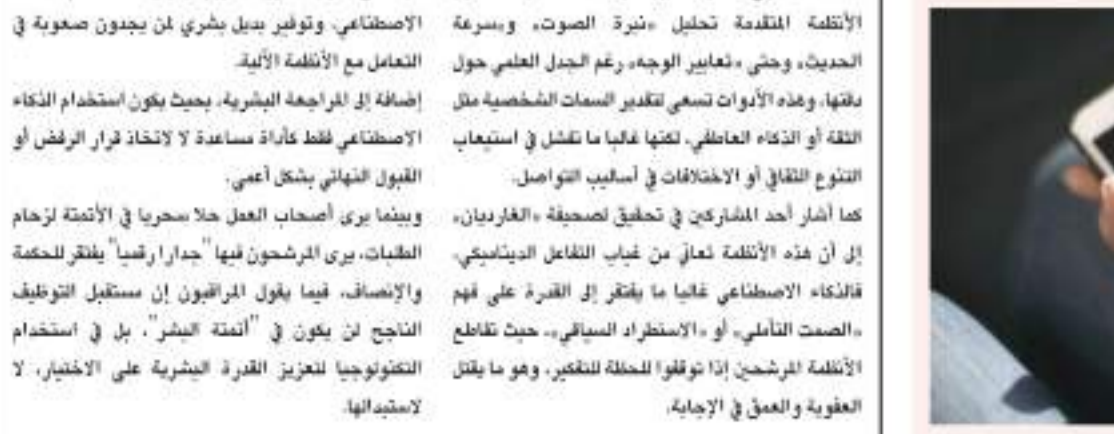 الأنظمة المتقدمة تحليل «نبرة الصوت» و«سرعة
الحديث» وحتى «تعابير الوجه» رغم الجدل العلمي حول
دقتها. وهذه الأدوات تسعى لتقدير السمات الشخصية مثل
الثقة أو الذكاء العاطفي، لكنها غالبا ما تفشل في استيعاب
التنوع الثقافي أو الاختلافات في أساليب التواصل.
كما أشار أحد المشاركين في تحقيق لصحيفة «الغارديان»
إلى أن هذه الأنظمة تعاني من غياب التفاعل الديناميكي.
فالذكاء الاصطناعي غالبا ما يفتقر إلى القدرة على فهم
«الصمت التأملي» أو «الاستطراد السياقي»، حيث تقاطع
الأنظمة المرشحين إذا توقفوا للحظة للتفكير، وهو ما يقتل
العفوية والعمق في الإجابة.
الاصطناعي، وتوفير بديل بشري لمن يجدون صعوبة في
التعامل مع الأنظمة الآلية.
إضافة إلى المراجعة البشرية، بحيث يكون استخدام الذكاء
الاصطناعي فقط كأداة مساعدة لا لاتخاذ قرار الرفض أو
القبول النهائي بشكل أعمى.
وبينما يرى أصحاب العمل حلا سحريا في الأتمتة لزحام
الطلبات، يرى المرشحون فيها "جدارا رقميا" يفتقر للحكمة
والإنصاف، فيما يقول المراقبون إن مستقبل التوظيف
الناجح لن يكون في "أتمتة البشر"، بل في استخدام
التكنولوجيا لتعزيز القدرة البشرية على الاختيار، لا
لاستبدالها.